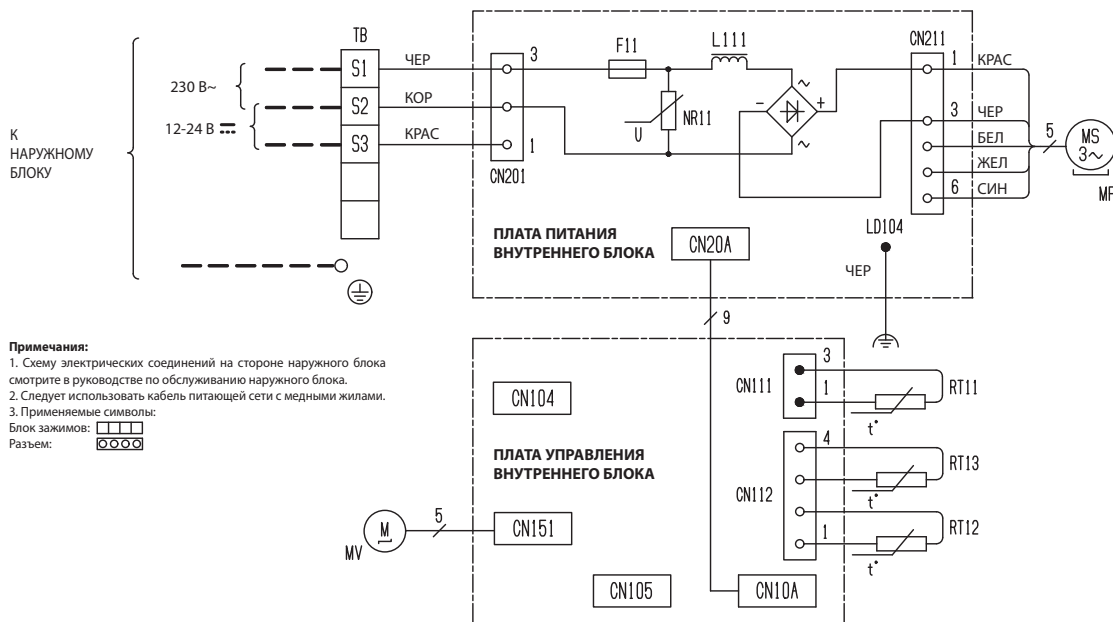 К
НАРУЖНОМУ
БЛОКУ
230 В~
12-24 В
TB
S1
S2
S3
ЧЕР
КОР
КРАС
3
1
CN201
F11
L111
NR11
U
~
~
-
+
CN211
1
3
6
КРАС
ЧЕР
БЕЛ
ЖЕЛ
СИН
5
MS
3~
MF
ПЛАТА ПИТАНИЯ
ВНУТРЕННЕГО БЛОКА
CN20A
LD104
ЧЕР
9
Примечания:
1. Схему электрических соединений на стороне наружного блока
смотрите в руководстве по обслуживанию наружного блока.
2. Следует использовать кабель питающей сети с медными жилами.
3. Применяемые символы:
Блок зажимов:
Разъем:
CN104
ПЛАТА УПРАВЛЕНИЯ
ВНУТРЕННЕГО БЛОКА
CN111
3
1
RT11
t°
CN112
4
1
RT13
t°
RT12
t°
MV
M
5
CN151
CN105
CN10A